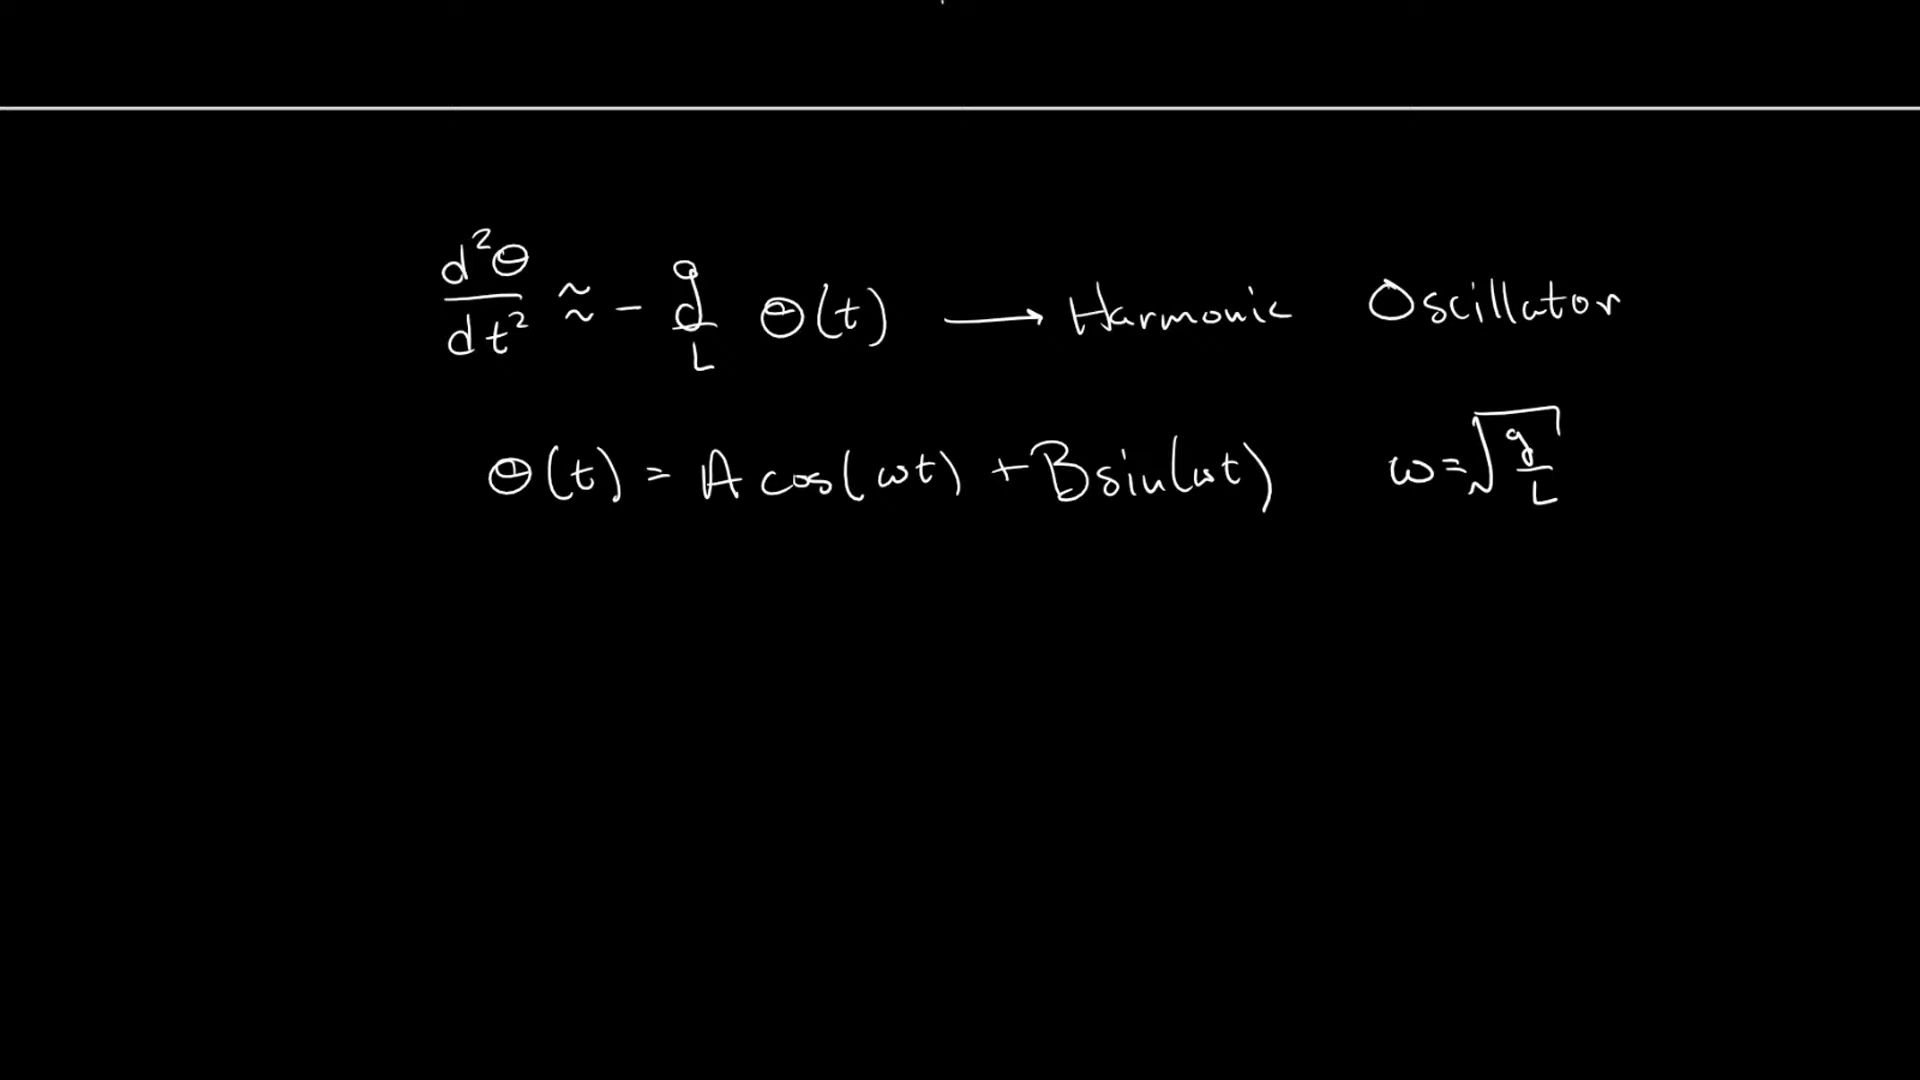 d²θ/dt² ≈ - g/L θ(t) ⟶ Harmonic Oscillator
θ(t) = A cos(ωt) + B sin(ωt) ω = √(g/L)